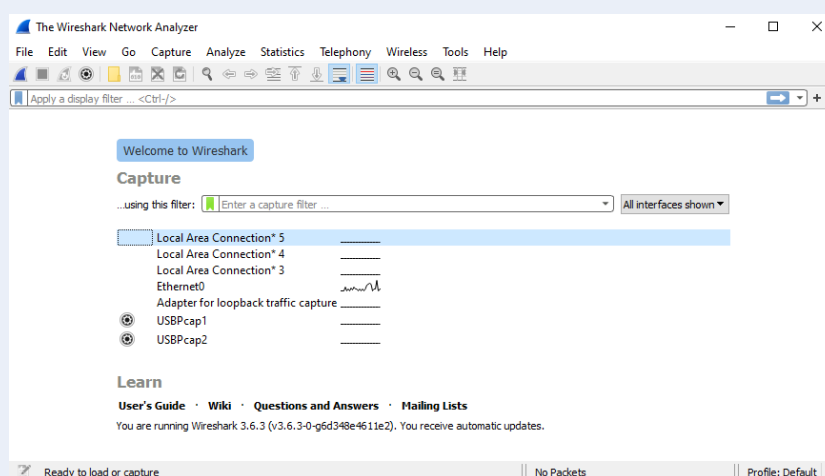 The Wireshark Network Analyzer
File Edit View Go Capture Analyze Statistics Telephony Wireless Tools Help
Apply a display filter ... <Ctrl-/>
Welcome to Wireshark
Capture
...using this filter: Enter a capture filter ... All interfaces shown
Local Area Connection* 5
Local Area Connection* 4
Local Area Connection* 3
Ethernet0
Adapter for loopback traffic capture
USBPcap1
USBPcap2
Learn
User's Guide · Wiki · Questions and Answers · Mailing Lists
You are running Wireshark 3.6.3 (v3.6.3-0-g6d348e4611e2). You receive automatic updates.
Ready to load or capture No Packets Profile: Default